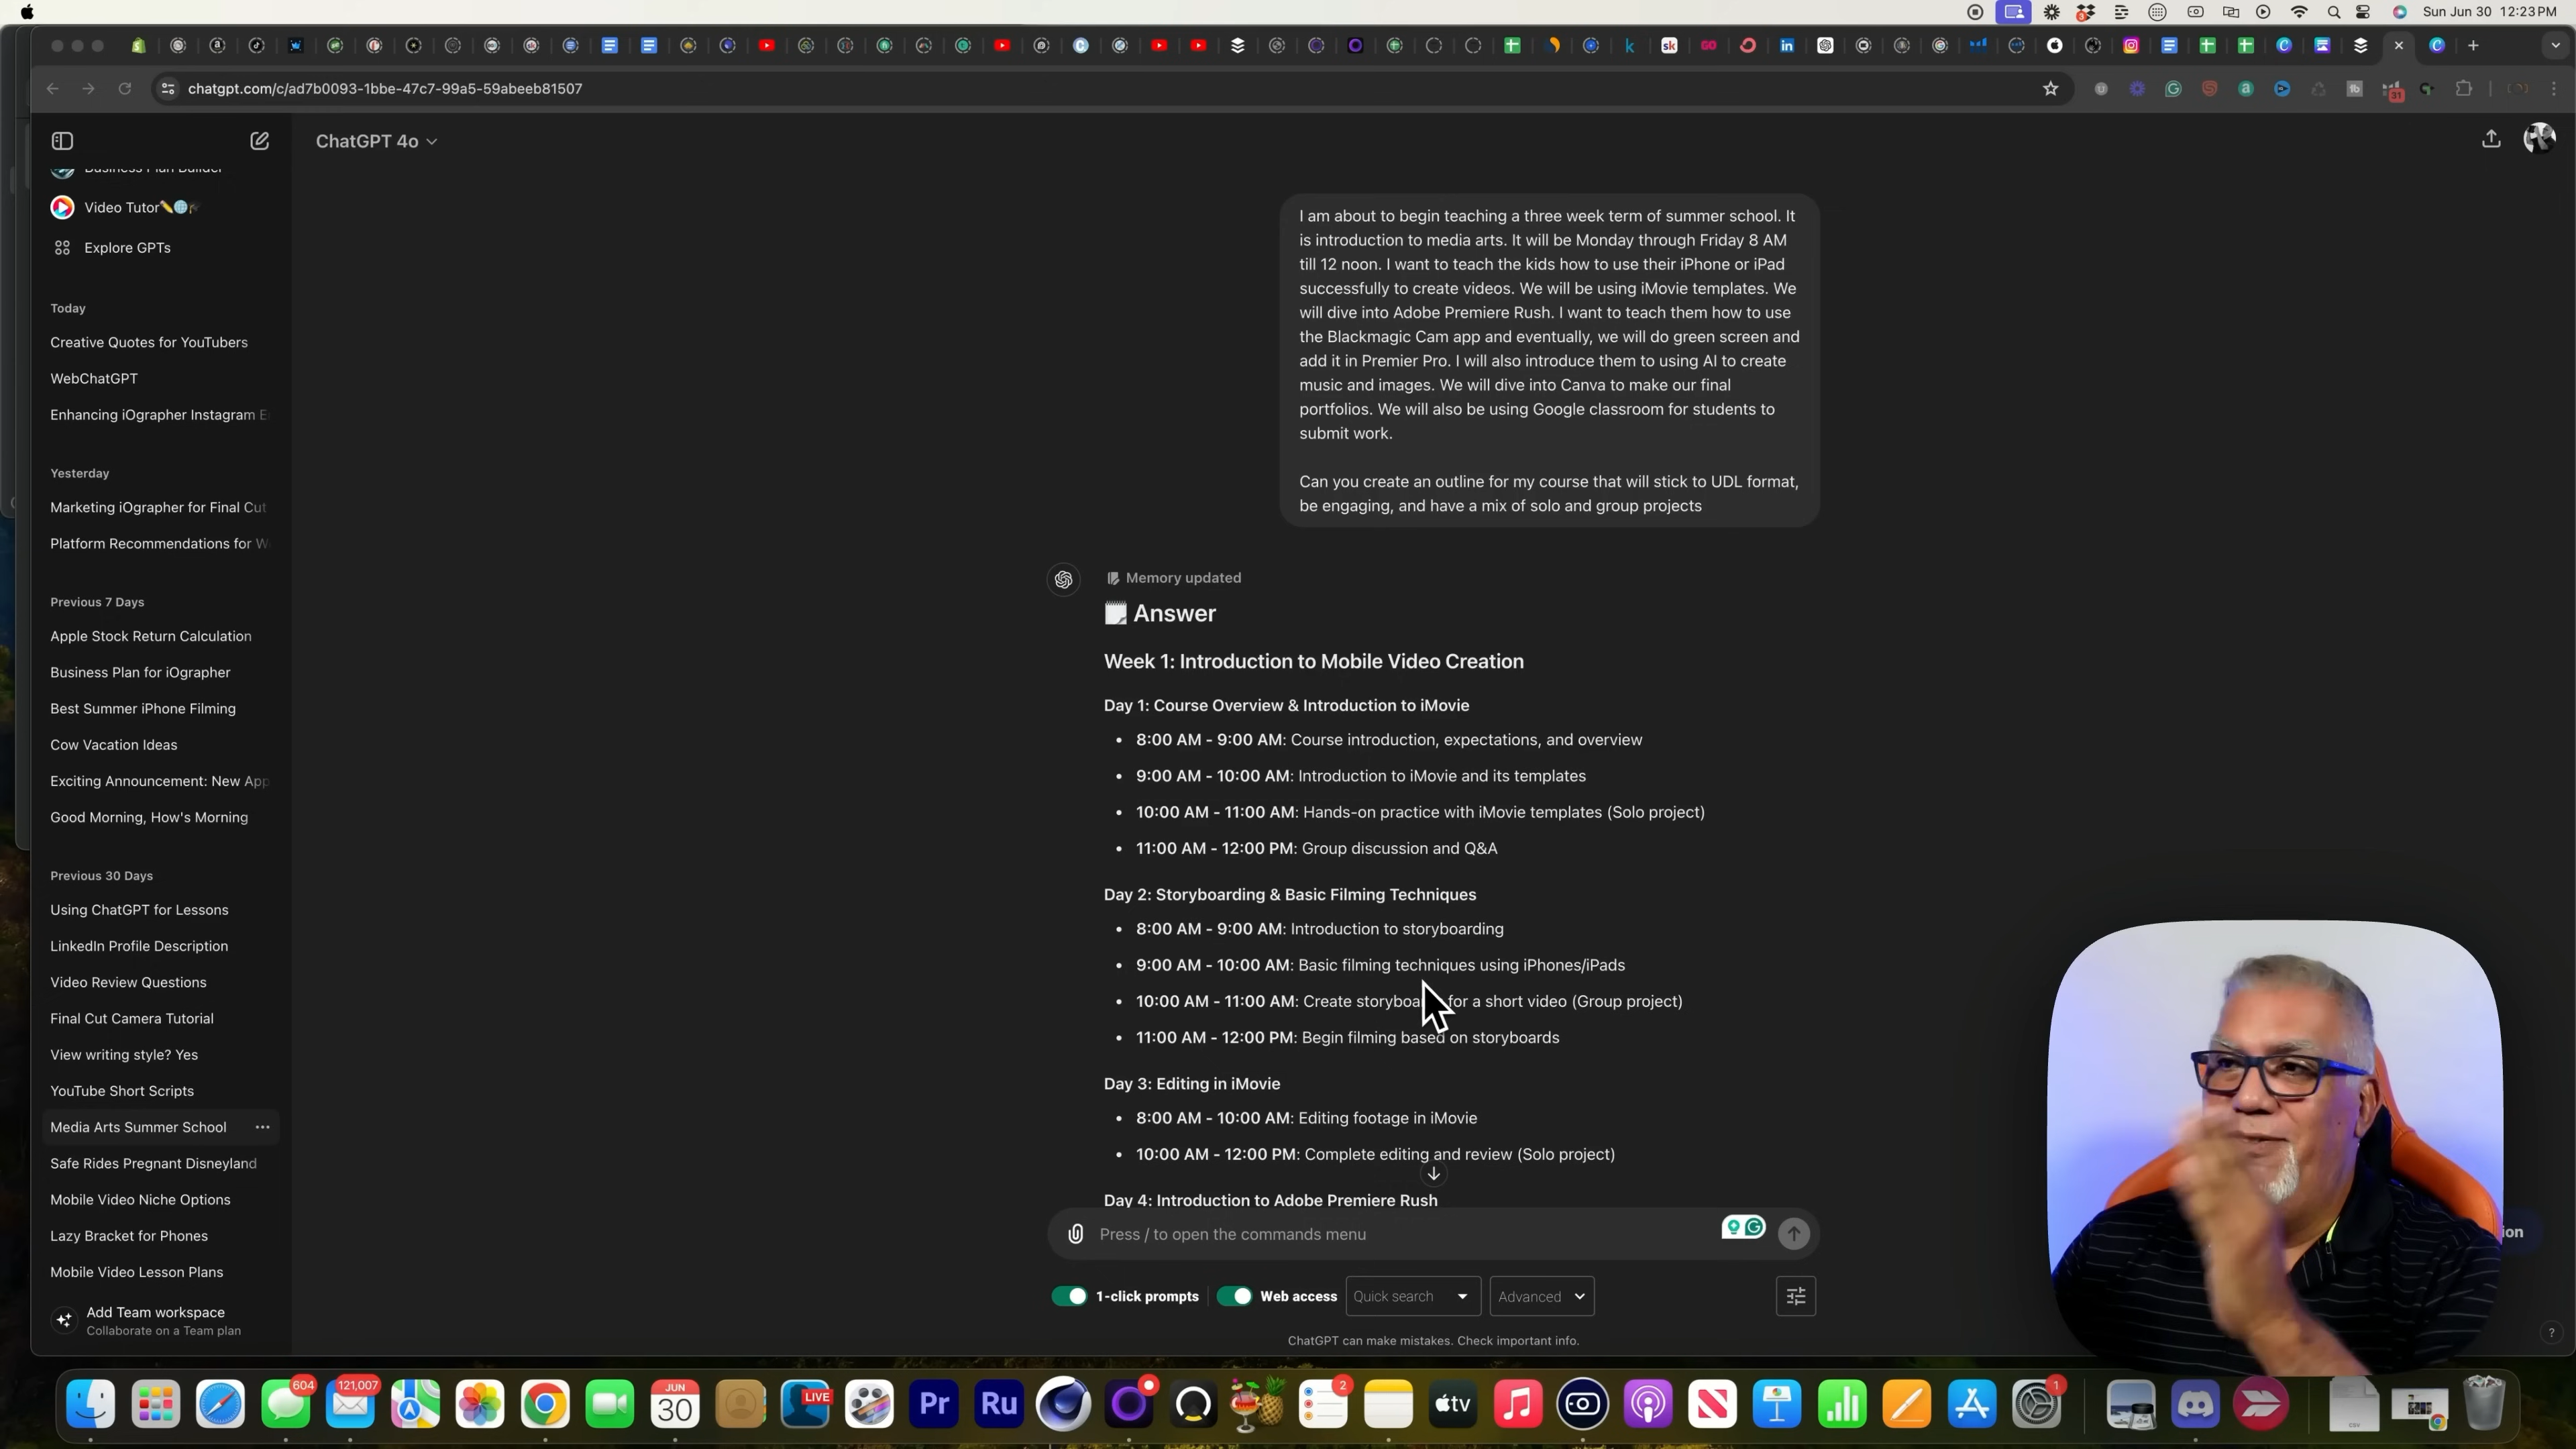 Sun Jun 30 12:23 PM
chatgpt.com/c/ad7b0093-1bbe-47c7-99a5-59abeeb81507
31
ChatGPT 4o
Business Plan Builder
Video Tutor
Explore GPTs
Today
Creative Quotes for YouTubers
WebChatGPT
Enhancing iOgrapher Instagram E
Yesterday
Marketing iOgrapher for Final Cut
Platform Recommendations for W
Previous 7 Days
Apple Stock Return Calculation
Business Plan for iOgrapher
Best Summer iPhone Filming
Cow Vacation Ideas
Exciting Announcement: New App
Good Morning, How's Morning
Previous 30 Days
Using ChatGPT for Lessons
LinkedIn Profile Description
Video Review Questions
Final Cut Camera Tutorial
View writing style? Yes
YouTube Short Scripts
Media Arts Summer School
Safe Rides Pregnant Disneyland
Mobile Video Niche Options
Lazy Bracket for Phones
Mobile Video Lesson Plans
Add Team workspace
Collaborate on a Team plan
I am about to begin teaching a three week term of summer school. It
is introduction to media arts. It will be Monday through Friday 8 AM
till 12 noon. I want to teach the kids how to use their iPhone or iPad
successfully to create videos. We will be using iMovie templates. We
will dive into Adobe Premiere Rush. I want to teach them how to use
the Blackmagic Cam app and eventually, we will do green screen and
add it in Premier Pro. I will also introduce them to using AI to create
music and images. We will dive into Canva to make our final
portfolios. We will also be using Google classroom for students to
submit work.
Can you create an outline for my course that will stick to UDL format,
be engaging, and have a mix of solo and group projects
Memory updated
Answer
Week 1: Introduction to Mobile Video Creation
Day 1: Course Overview & Introduction to iMovie
• 8:00 AM - 9:00 AM: Course introduction, expectations, and overview
• 9:00 AM - 10:00 AM: Introduction to iMovie and its templates
• 10:00 AM - 11:00 AM: Hands-on practice with iMovie templates (Solo project)
• 11:00 AM - 12:00 PM: Group discussion and Q&A
Day 2: Storyboarding & Basic Filming Techniques
• 8:00 AM - 9:00 AM: Introduction to storyboarding
• 9:00 AM - 10:00 AM: Basic filming techniques using iPhones/iPads
• 10:00 AM - 11:00 AM: Create storyboa for a short video (Group project)
• 11:00 AM - 12:00 PM: Begin filming based on storyboards
Day 3: Editing in iMovie
• 8:00 AM - 10:00 AM: Editing footage in iMovie
• 10:00 AM - 12:00 PM: Complete editing and review (Solo project)
Day 4: Introduction to Adobe Premiere Rush
Press / to open the commands menu
1-click prompts
Web access
Quick search
Advanced
ChatGPT can make mistakes. Check important info.
ion
?
604
121,007
JUN
30
LIVE
Pr
Ru
2
tv
1
CSV